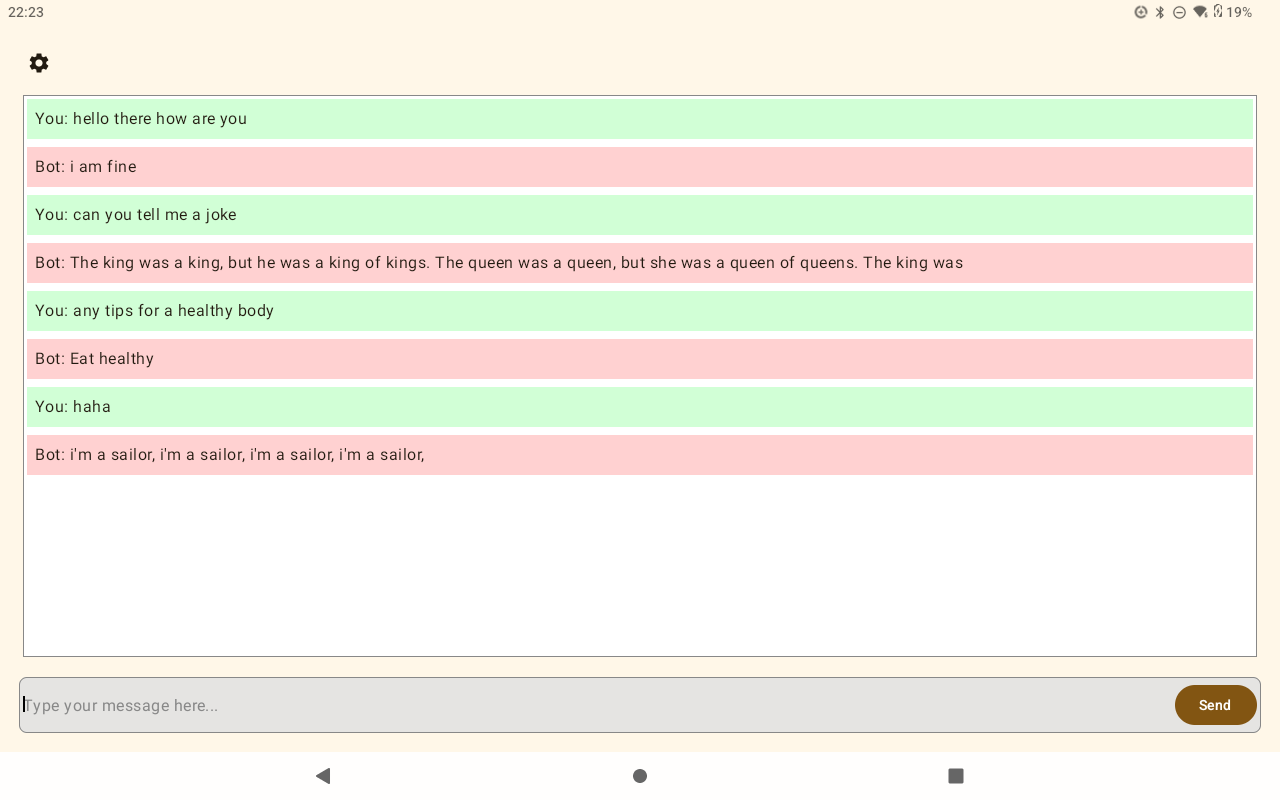 22:23
19%
You: hello there how are you
Bot: i am fine
You: can you tell me a joke
Bot: The king was a king, but he was a king of kings. The queen was a queen, but she was a queen of queens. The king was
You: any tips for a healthy body
Bot: Eat healthy
You: haha
Bot: i'm a sailor, i'm a sailor, i'm a sailor, i'm a sailor,
Type your message here...
Send